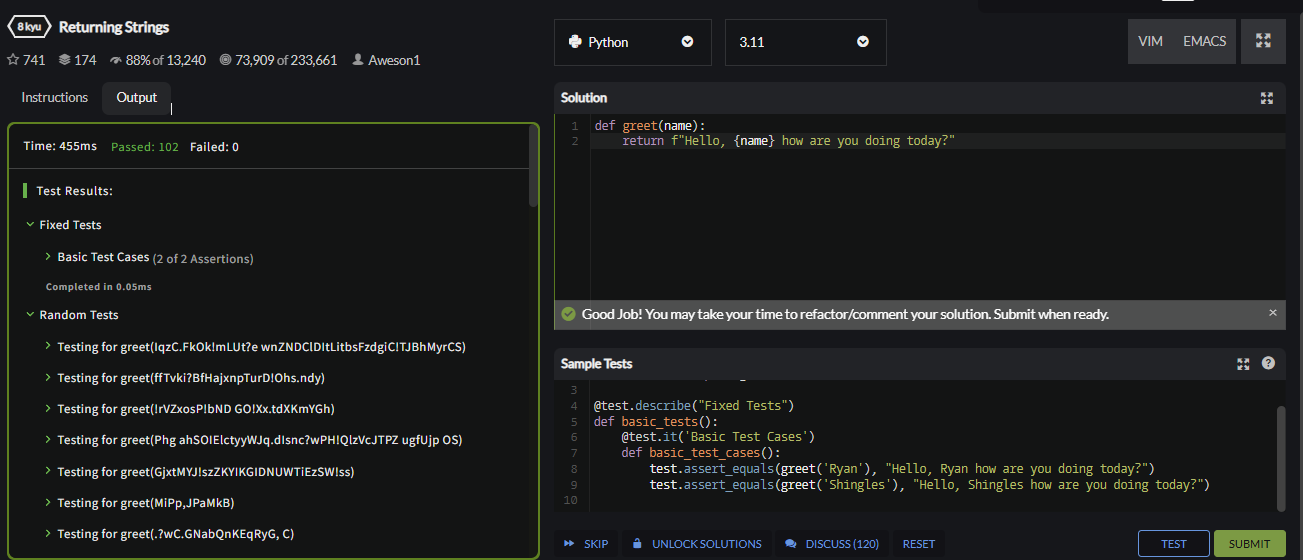 8 kyu Returning Strings
741 174 88% of 13,240 73,909 of 233,661 Aweson1
Instructions Output
Time: 455ms Passed: 102 Failed: 0
Test Results:
Fixed Tests
Basic Test Cases (2 of 2 Assertions)
Completed in 0.05ms
Random Tests
Testing for greet(IqzC.FkOk!mLUt?e wnZNDClDItLitbsFzdgiC!TJBhMyrCS)
Testing for greet(ffTvki?BfHajxnpTurD!Ohs.ndy)
Testing for greet(!rVZxosP!bND GO!Xx.tdXKmYGh)
Testing for greet(Phg ahSOIElctyyWJq.dIsnc?wPH!QlzVcJTPZ ugfUjp OS)
Testing for greet(GjxtMYJ!szZKY!KGIDNUWTiEzSW!ss)
Testing for greet(MiPp,JPaMkB)
Testing for greet(.?wC.GNabQnKEqRyG, C)
Python 3.11 VIM EMACS
Solution
1 def greet(name):
2 return f"Hello, {name} how are you doing today?"
Good Job! You may take your time to refactor/comment your solution. Submit when ready.
Sample Tests
3
4 @test.describe("Fixed Tests")
5 def basic_tests():
6 @test.it('Basic Test Cases')
7 def basic_test_cases():
8 test.assert_equals(greet('Ryan'), "Hello, Ryan how are you doing today?")
9 test.assert_equals(greet('Shingles'), "Hello, Shingles how are you doing today?")
10
SKIP UNLOCK SOLUTIONS DISCUSS (120) RESET TEST SUBMIT